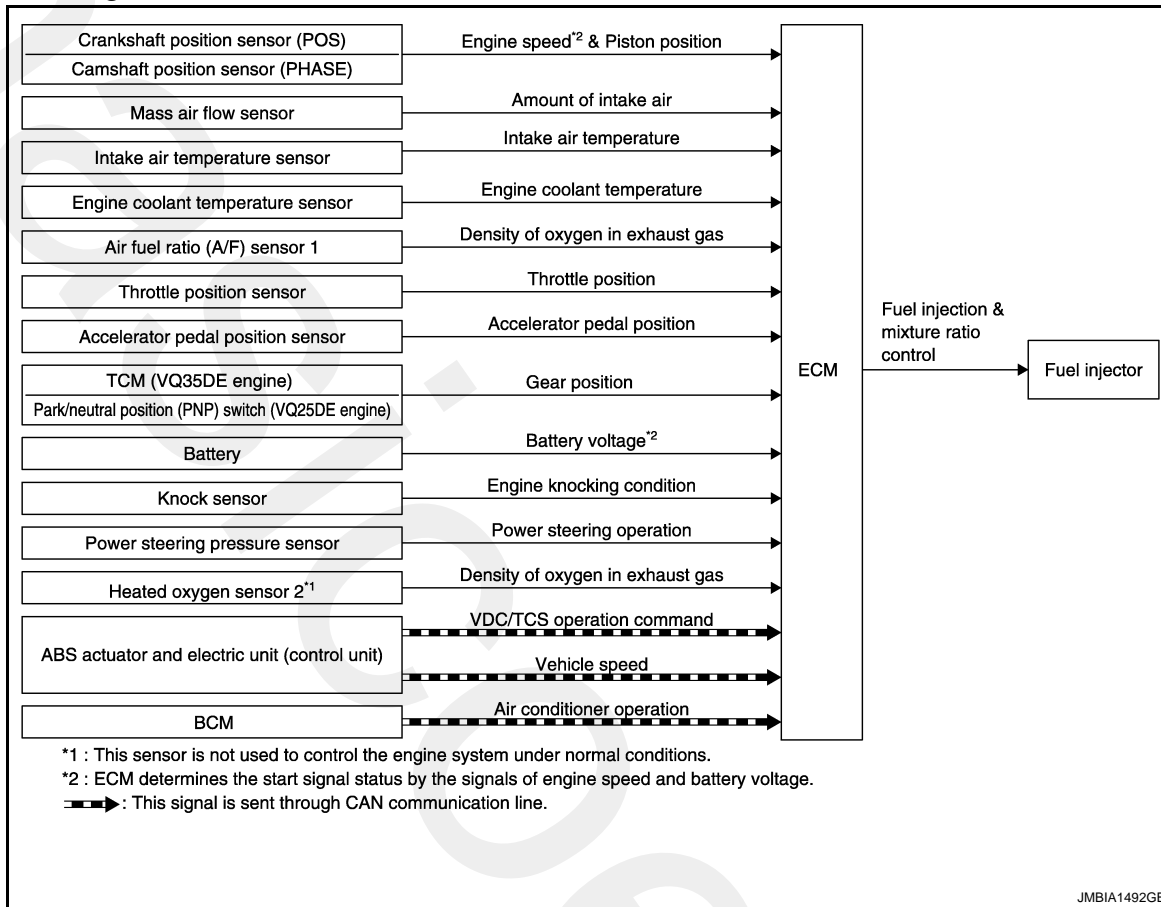 Crankshaft position sensor (POS)
Camshaft position sensor (PHASE)
Engine speed*2 & Piston position
Mass air flow sensor
Amount of intake air
Intake air temperature sensor
Intake air temperature
Engine coolant temperature sensor
Engine coolant temperature
Air fuel ratio (A/F) sensor 1
Density of oxygen in exhaust gas
Throttle position sensor
Throttle position
Accelerator pedal position sensor
Accelerator pedal position
TCM (VQ35DE engine)
Park/neutral position (PNP) switch (VQ25DE engine)
Gear position
Battery
Battery voltage*2
Knock sensor
Engine knocking condition
Power steering pressure sensor
Power steering operation
Heated oxygen sensor 2*1
Density of oxygen in exhaust gas
ABS actuator and electric unit (control unit)
VDC/TCS operation command
Vehicle speed
BCM
Air conditioner operation
ECM
Fuel injection &
mixture ratio
control
Fuel injector
*1 : This sensor is not used to control the engine system under normal conditions.
*2 : ECM determines the start signal status by the signals of engine speed and battery voltage.
: This signal is sent through CAN communication line.